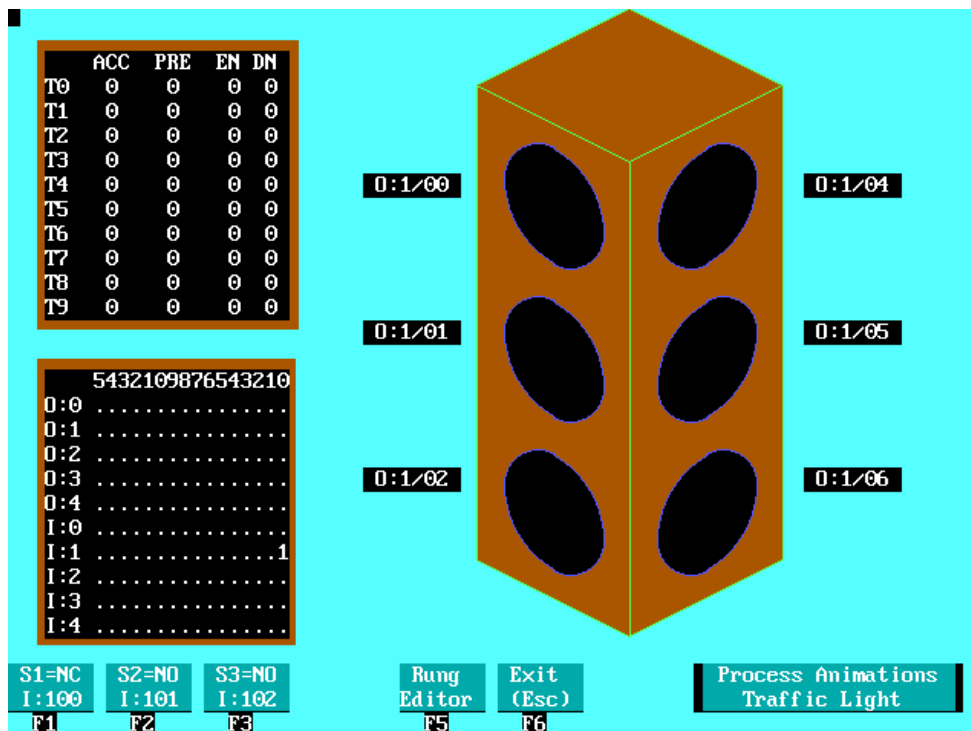 ACC PRE EN DN
T0 0 0 0 0
T1 0 0 0 0
T2 0 0 0 0
T3 0 0 0 0
T4 0 0 0 0
T5 0 0 0 0
T6 0 0 0 0
T7 0 0 0 0
T8 0 0 0 0
T9 0 0 0 0
5432109876543210
O:0 ................
O:1 ................
O:2 ................
O:3 ................
O:4 ................
I:0 ................
I:1 ...............1
I:2 ................
I:3 ................
I:4 ................
O:1/00
O:1/01
O:1/02
O:1/04
O:1/05
O:1/06
S1=NC
I:100
F1
S2=NO
I:101
F2
S3=NO
I:102
F3
Rung
Editor
F5
Exit
(Esc)
F6
Process Animations
Traffic Light